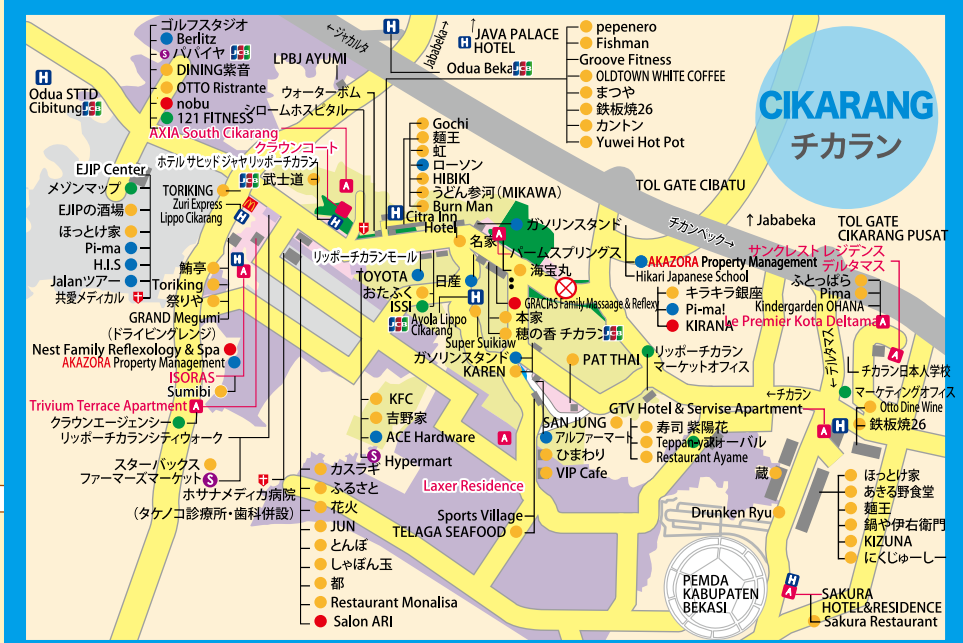 CIKARANG
チカラン
ゴルフスタジオ
Berlitz
S パパイヤ JCB
DINING紫音
OTTO Ristrante
nobu
121 FITNESS
AXIA South Cikarang
H
Odua STTD
Cibitung JCB
LPBJ AYUMI
←ジャカルタ
ウォーターボム
シロームホスピタル
クラウンコート
ホテル サヒッド ジャヤ リッポーチカラン
JCB 武士道
H
Odua Beka JCB
Jababeka→
H JAVA PALACE
HOTEL
pepenero
Fishman
Groove Fitness
OLDTOWN WHITE COFFEE
まつや
鉄板焼26
カントン
Yuwei Hot Pot
Gochi
麺王
虹
ローソン
HIBIKI
うどん参河(MIKAWA)
Burn Man
H Citra Inn
Hotel
TOL GATE CIBATU
チカンペック→
↑Jababeka
TOL GATE
CIKARANG PUSAT
EJIP Center
メゾンマップ
EJIPの酒場
ほっとけ家
Pi-ma
H.I.S
Jalanツアー
共愛メディカル
TORIKING
Zuri Express
Lippo Cikarang
M
H
A
鮪亭
Toriking
祭りや
GRAND Megumi
(ドライビングレンジ)
Nest Family Reflexology & Spa
AKAZORA Property Management
ISORAS
Sumibi
Trivium Terrace Apartment A
クラウンエージェンシー
リッポーチカランシティウォーク
スターバックス
ファーマーズマーケット S
ホサナメディカ病院
(タケノコ診療所・歯科併設)
リッポーチカランモール
TOYOTA
おたふく
ISSI
JCB Ayola Lippo
Cikarang
日産
H
名家
Super Suikiaw
ガソリンスタンド
KAREN
ガソリンスタンド
パームスプリングス
海宝丸
GRACIAS Family Massaage & Reflexy
本家
穂の香 チカラン JCB
AKAZORA Property Management
Hikari Japanese School
キラキラ銀座
Pi-ma!
KIRANA
サンクレスト レジデンス
デルタマス
ふとっぱら
Pima
Kindergarden OHANA
Le Premier Kota Deltamas A
←デルタマス
チカラン日本人学校
マーケティングオフィス
Otto Dine Wine
鉄板焼26
←チカラン
PAT THAI
リッポーチカラン
マーケットオフィス
GTV Hotel & Servise Apartment
A H
SAN JUNG
アルファーマート
ひまわり
VIP Cafe
寿司 紫陽花
Teppan-yaki
フォーバル
Restaurant Ayame
KFC
吉野家
ACE Hardware
S Hypermart
A
Laxer Residence
Sports Village
TELAGA SEAFOOD
カスラギ
ふるさと
花火
JUN
とんぼ
しゃぼん玉
都
Restaurant Monalisa
Salon ARI
蔵
Drunken Ryu
ほっとけ家
あきる野食堂
麺王
鍋や伊右衛門
KIZUNA
にくじゅーしー
PEMDA
KABUPATEN
BEKASI
H
A
SAKURA
HOTEL&RESIDENCE
Sakura Restaurant